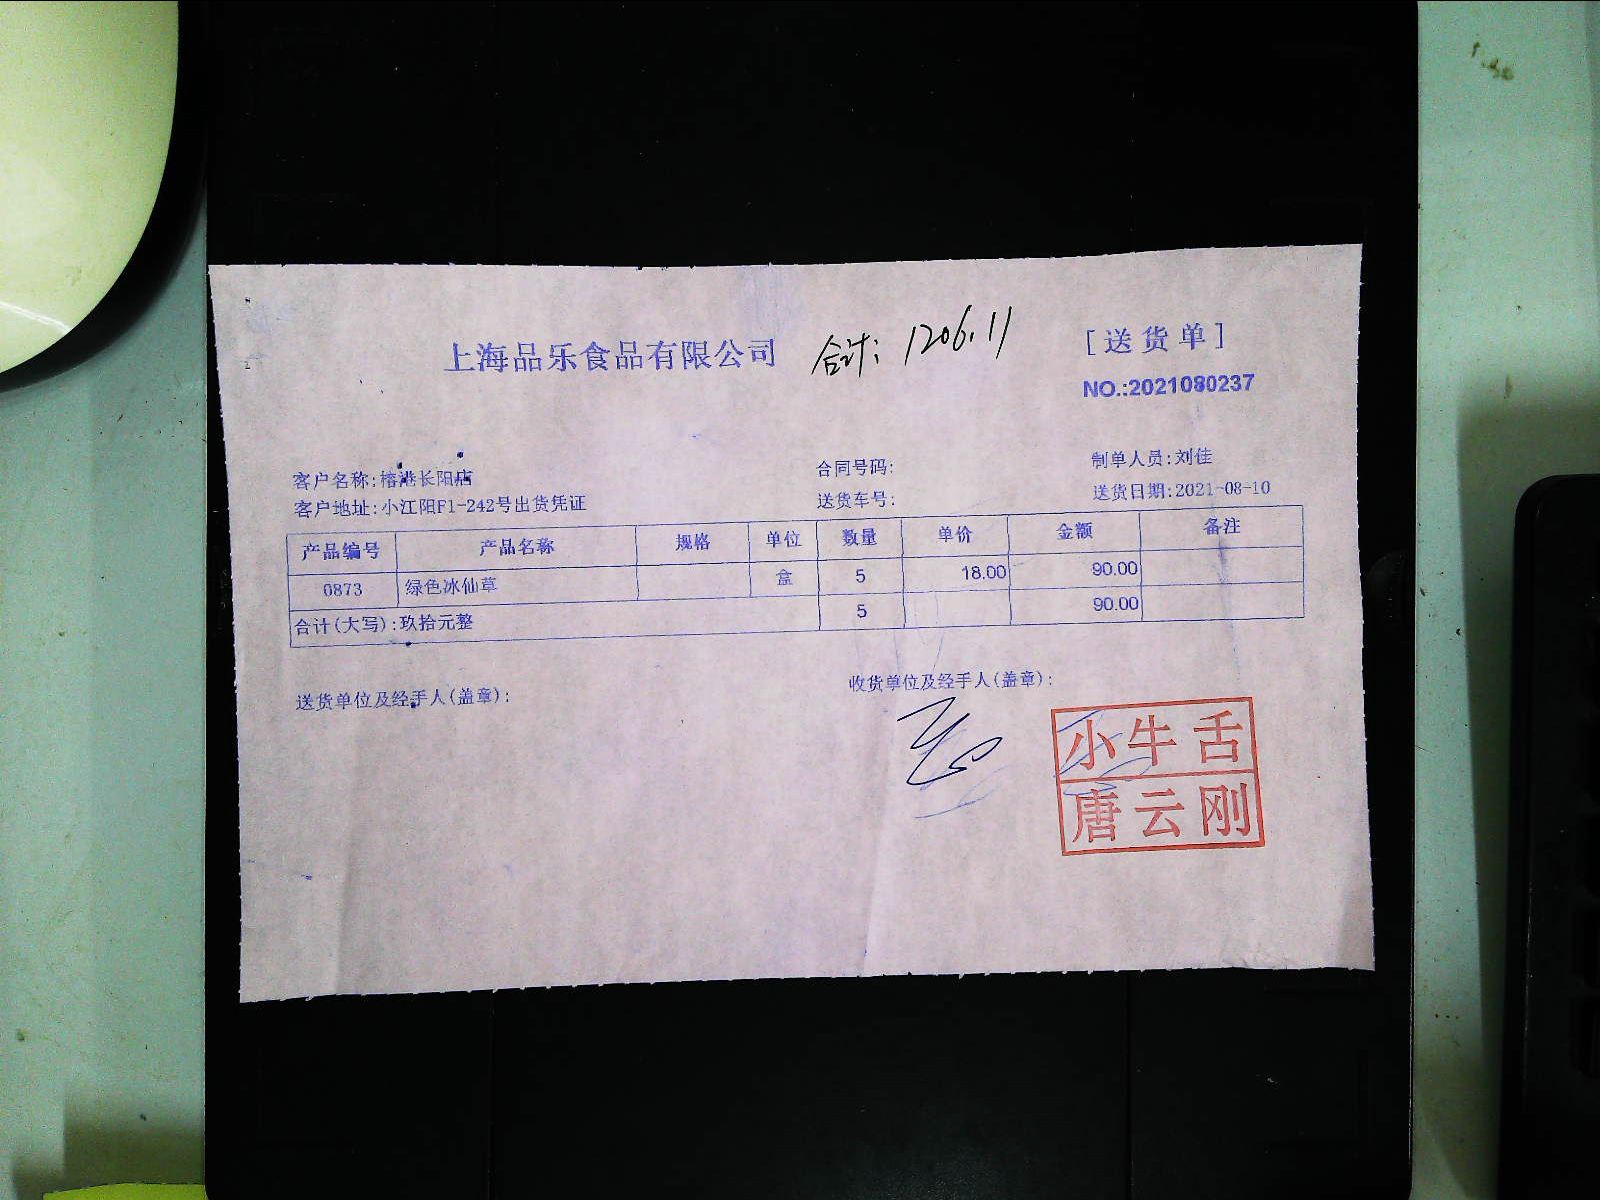 上海品乐食品有限公司 合计: 1206.11 [送货单]
NO.:2021080237
客户名称:榕港长阳店 合同号码: 制单人员:刘佳
客户地址:小江阳F1-242号出货凭证 送货车号: 送货日期:2021-08-10
产品编号 产品名称 规格 单位 数量 单价 金额 备注
0873 绿色冰仙草 盒 5 18.00 90.00
合计(大写):玖拾元整 5 90.00
送货单位及经手人(盖章): 收货单位及经手人(盖章):
小牛舌
唐云刚